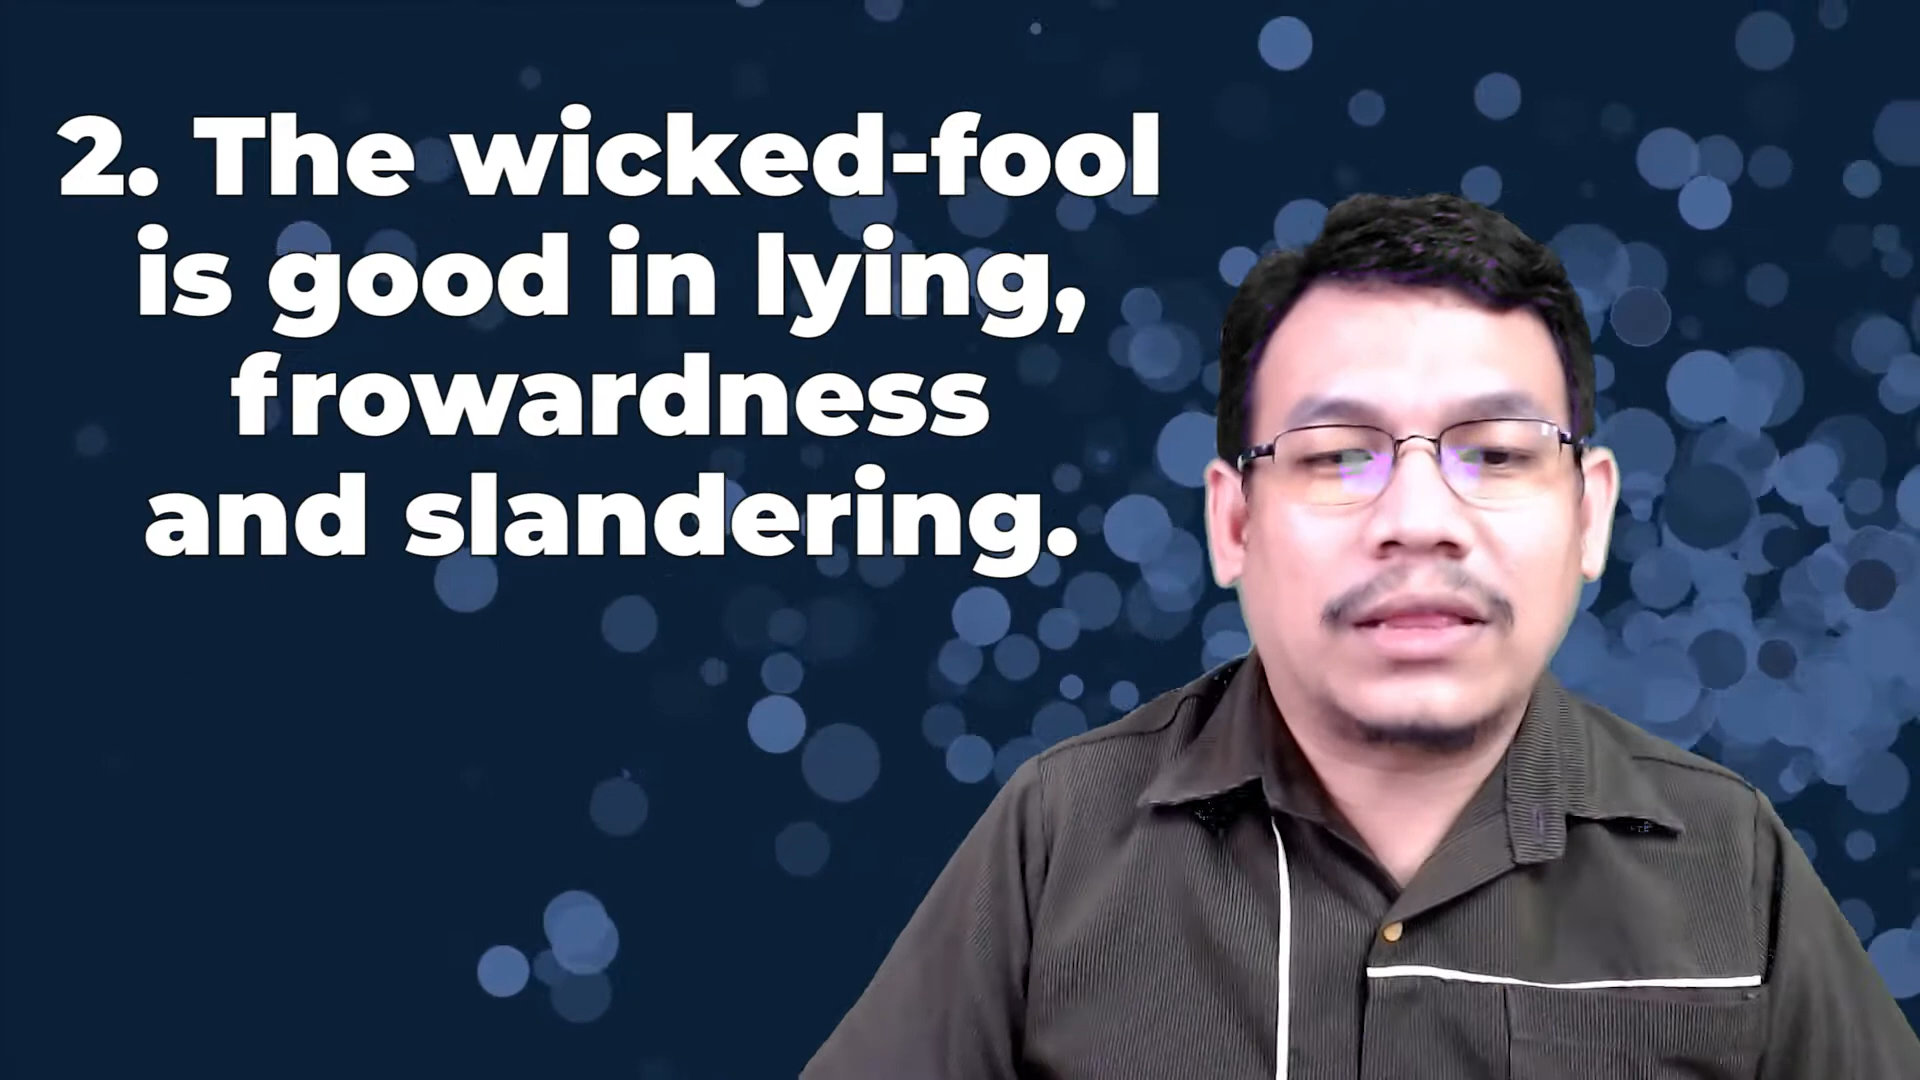 2. The wicked-fool
is good in lying,
frowardness
and slandering.